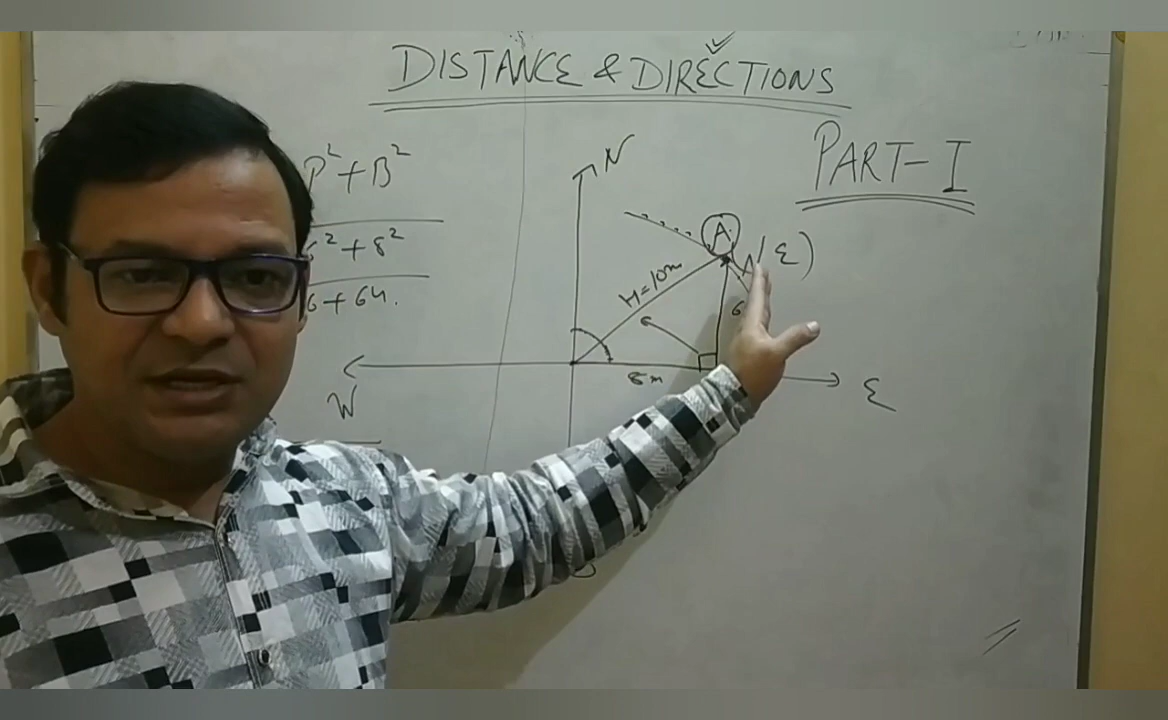 DISTANCE & DIRECTIONS
PART-I
P²+B²
²+8²
6+64.
N
A
N/E)
H=10m
6
8m
W
E